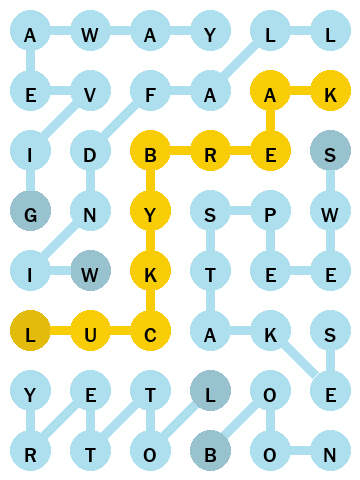 A W A Y L L
E V F A A K
I D B R E S
G N Y S P W
I W K T E E
L U C A K S
Y E T L O E
R T O B O N